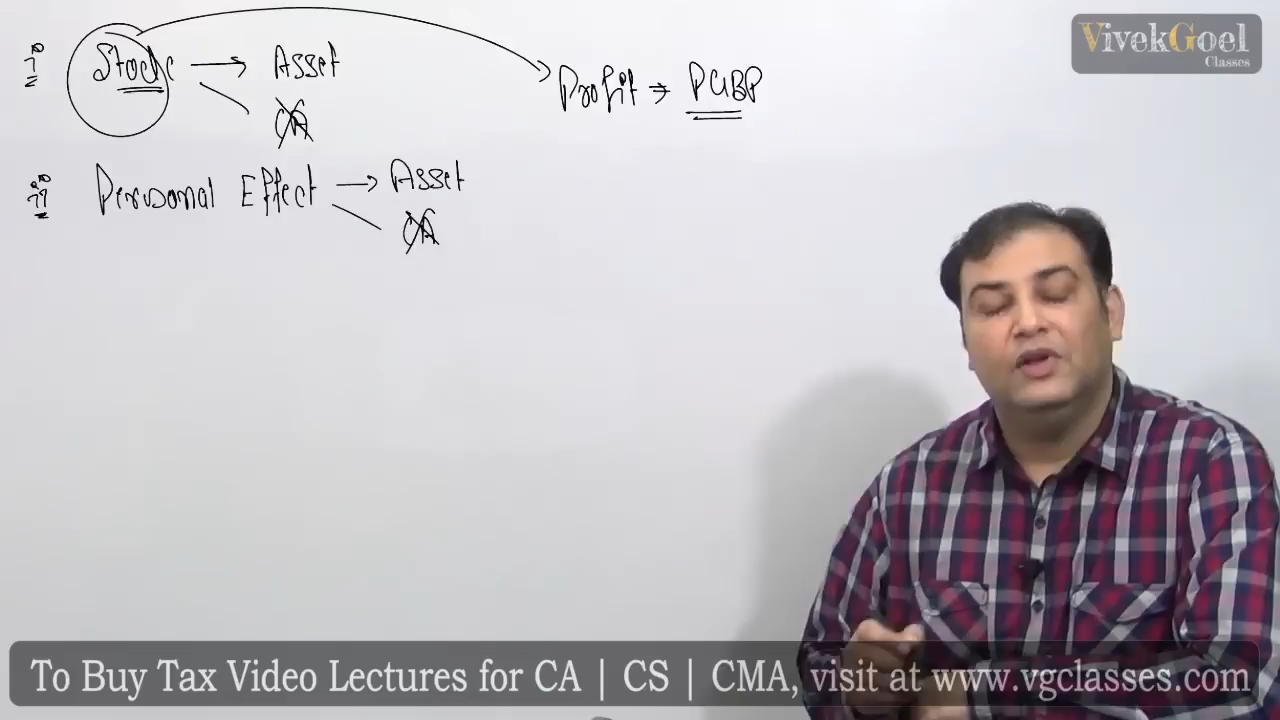 VivekGoel
Classes
i Stock → Asset
CA
Profit → PGBP
ii Personal Effect → Asset
CA
To Buy Tax Video Lectures for CA | CS | CMA, visit at www.vgclasses.com